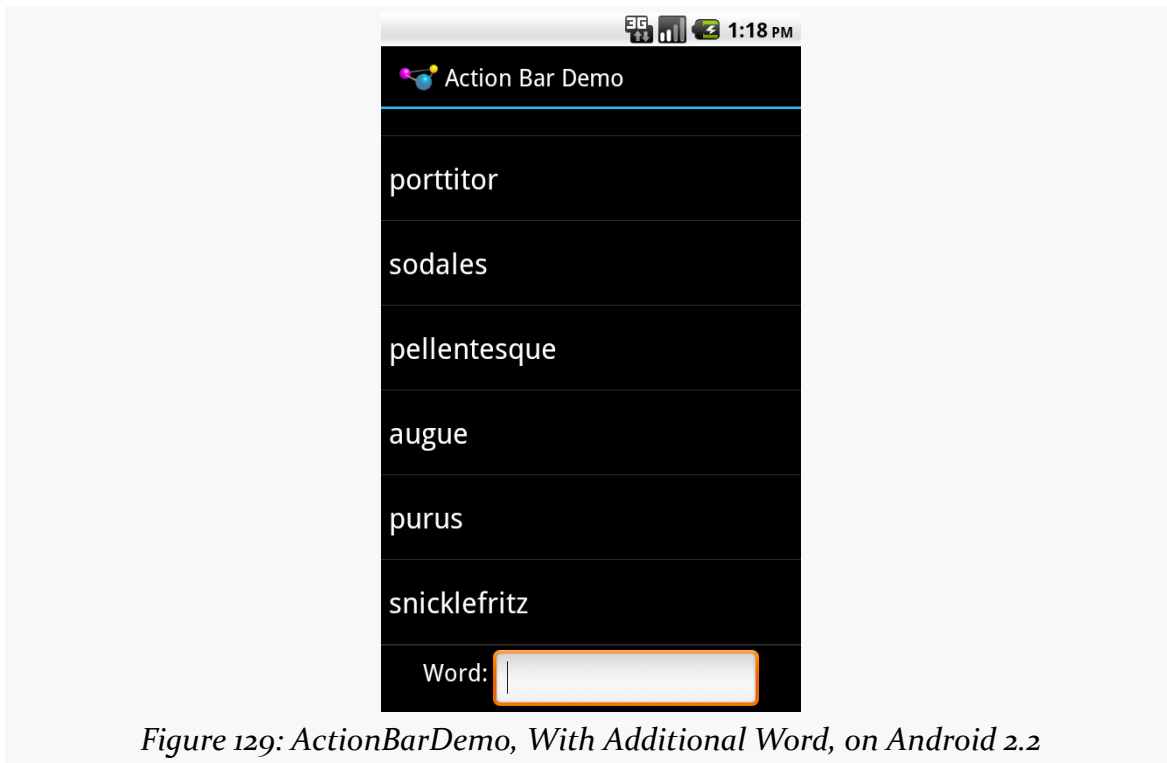 3G 1:18 PM
Action Bar Demo
porttitor
sodales
pellentesque
augue
purus
snicklefritz
Word:
Figure 129: ActionBarDemo, With Additional Word, on Android 2.2